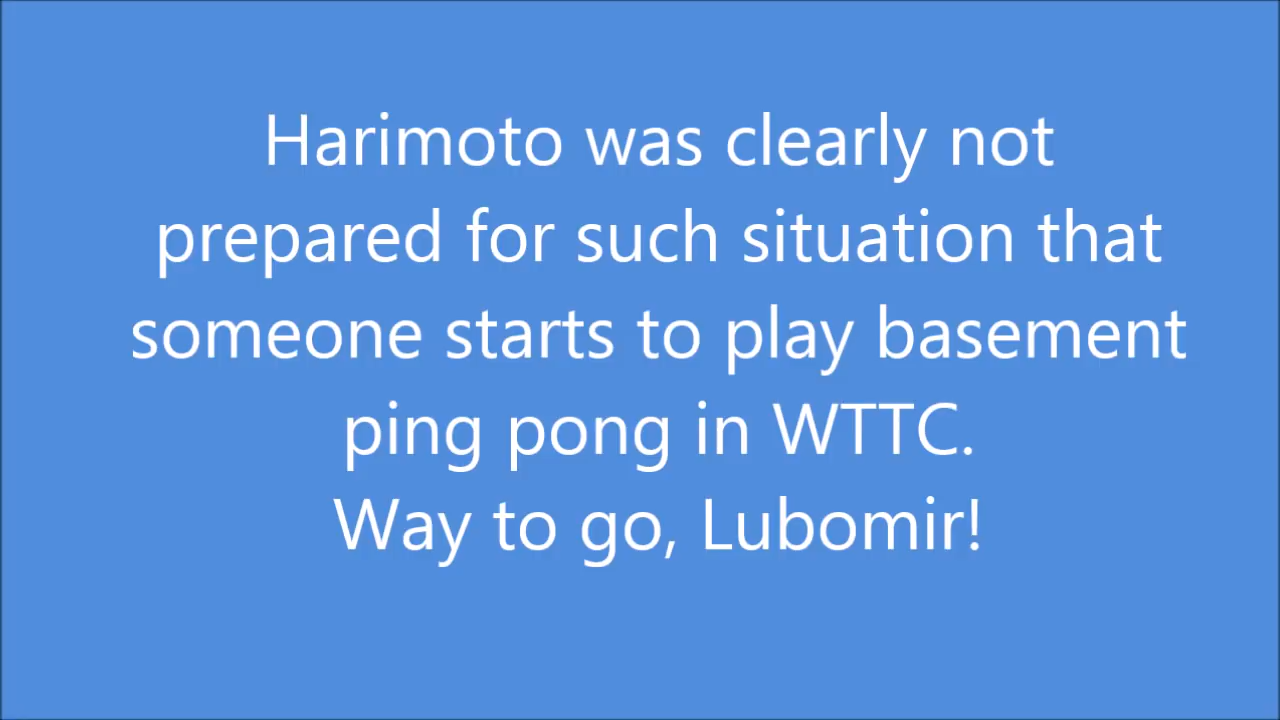 Harimoto was clearly not
prepared for such situation that
someone starts to play basement
ping pong in WTTC.
Way to go, Lubomir!